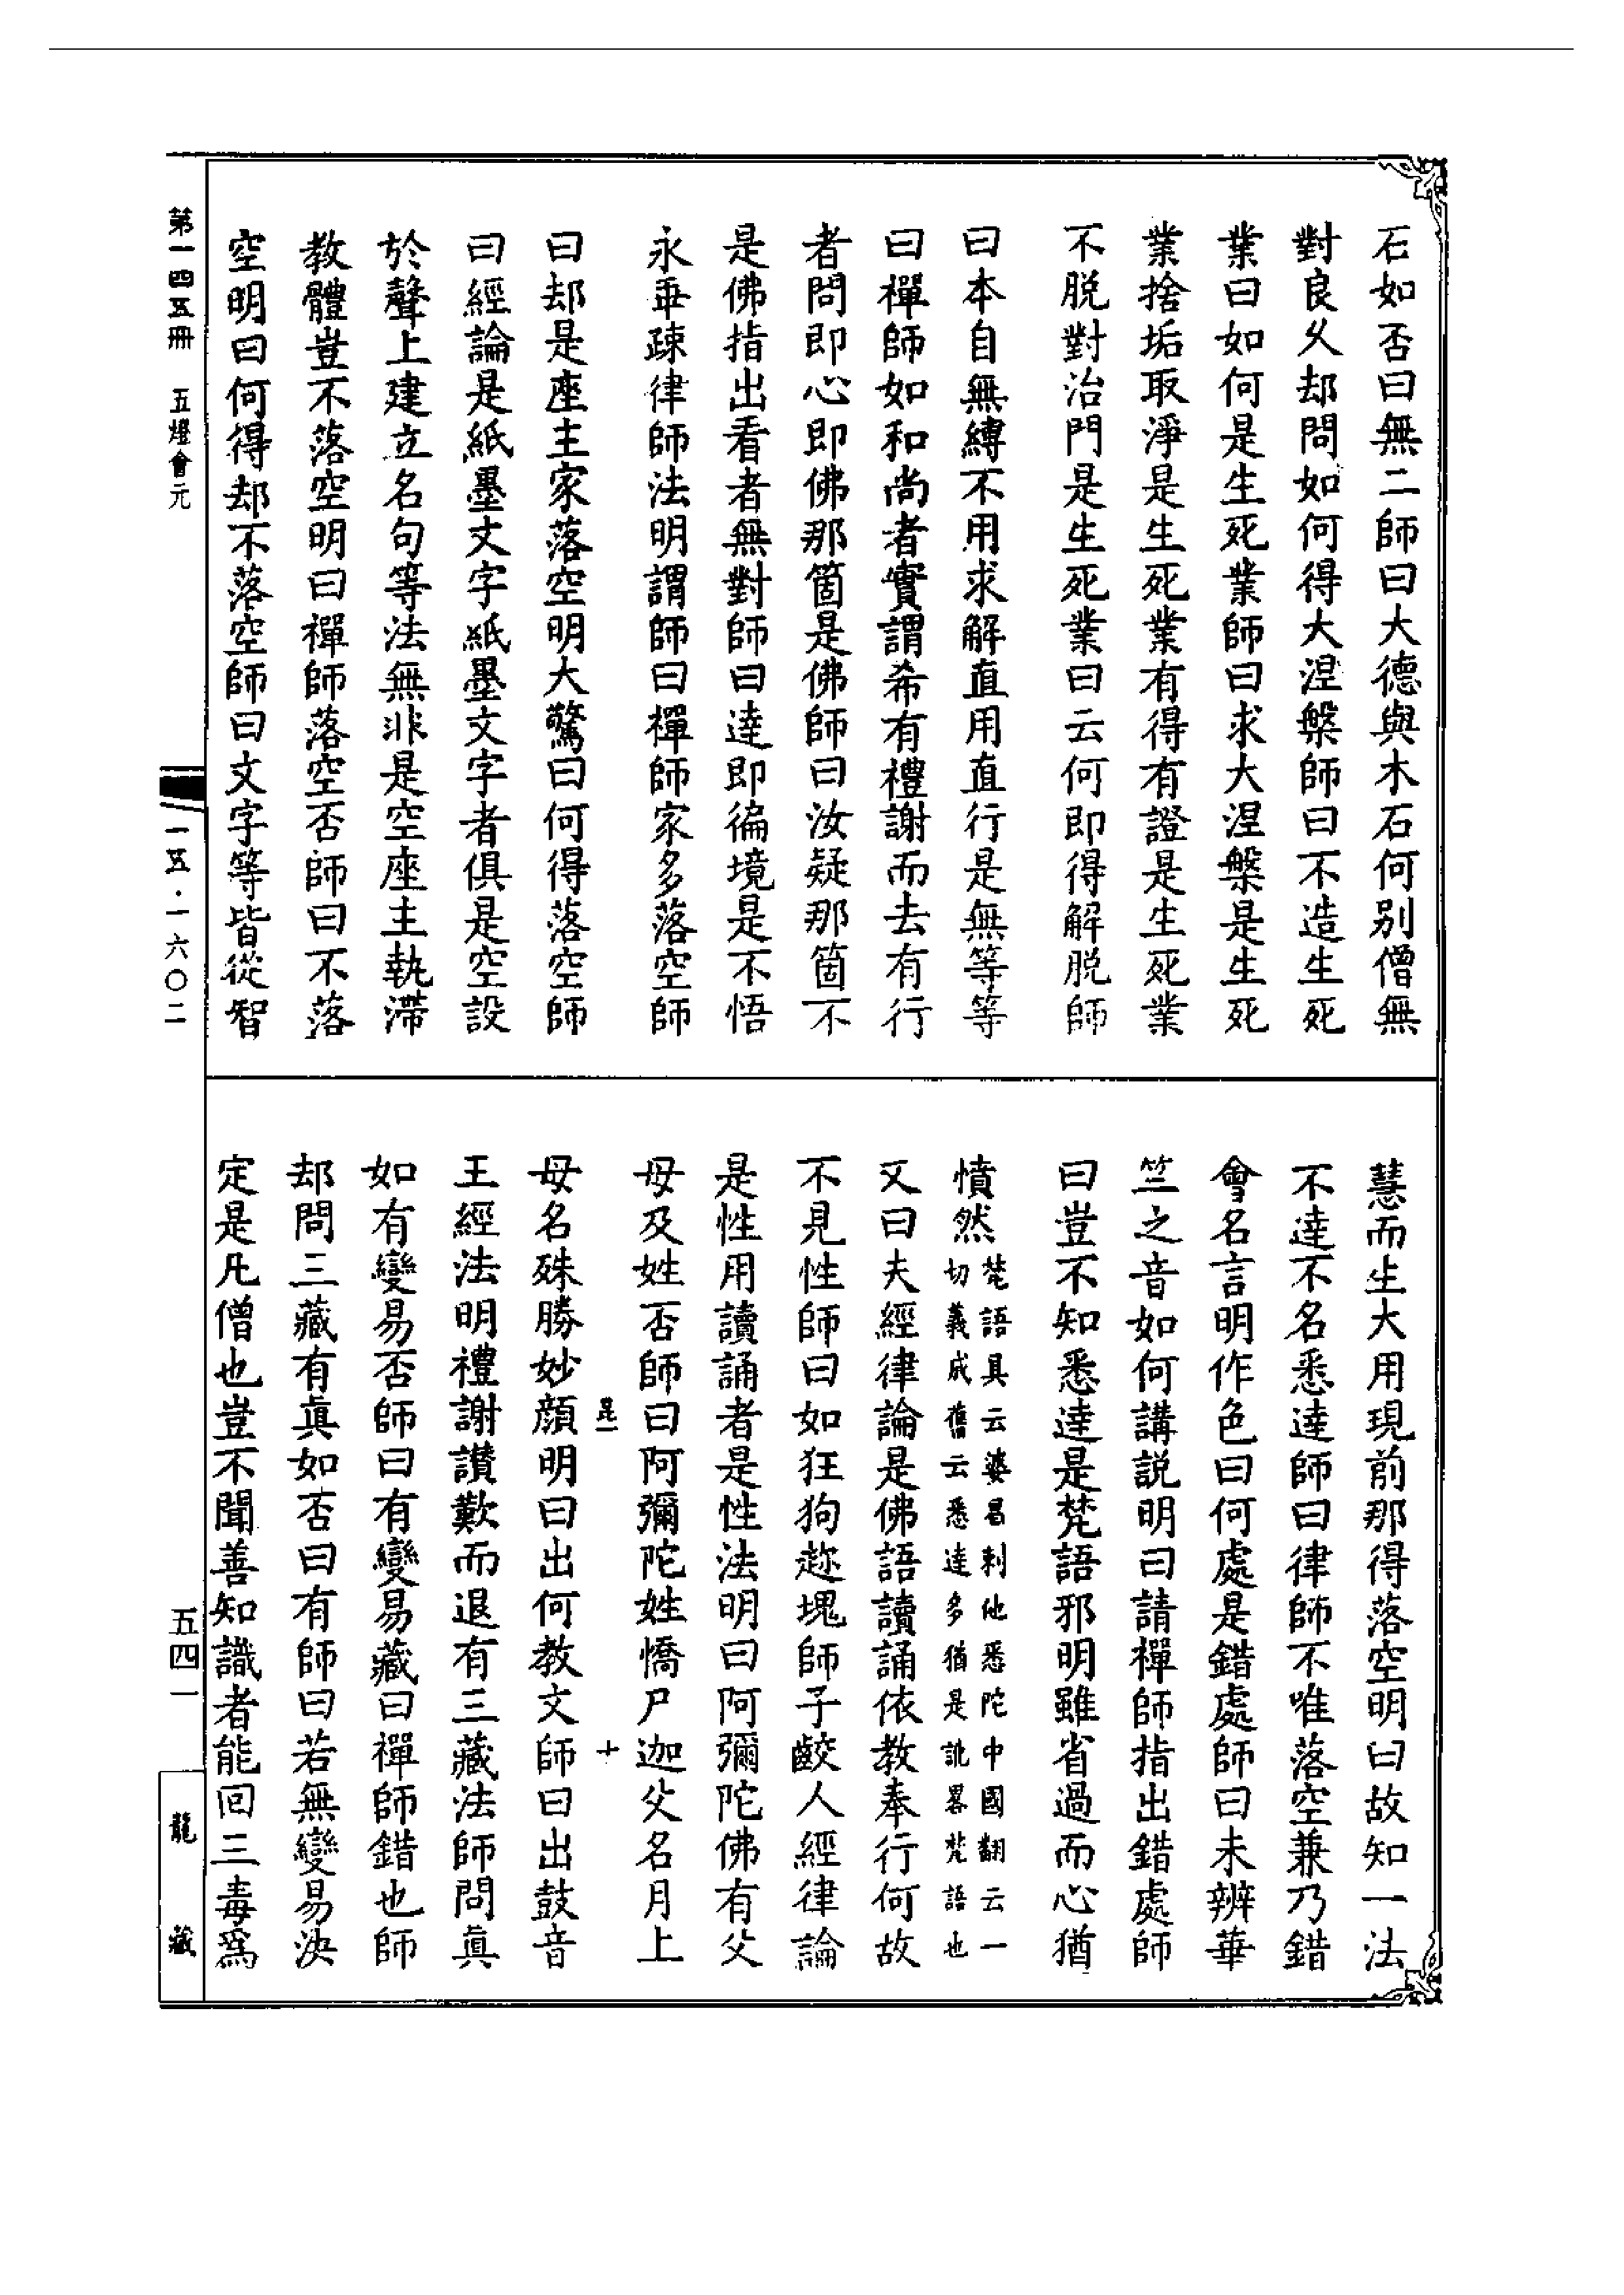 石如否曰無二師曰大德與木石何別僧無
對良久却問如何得大涅槃師曰不造生死
業曰如何是生死業師曰求大涅槃是生死
業捨垢取淨是生死業有得有證是生死業
不脫對治門是生死業曰云何即得解脫師
曰本自無縛不用求解直用直行是無等等
曰禪師如和尚者實謂希有禮謝而去有行
者問即心即佛那箇是佛師曰汝疑那箇不
是佛指出看者無對師曰達即徧境是不悟
永乖疎律師法明謂師曰禪師家多落空師
曰却是座主家落空明大驚曰何得落空師
曰經論是紙墨文字紙墨文字者俱是空設
於聲上建立名句等法無非是空座主執滯
教體豈不落空明曰禪師落空否師曰不落
空明曰何得却不落空師曰文字等皆從智
慧而生大用現前那得落空明曰故知一法
不達不名悉達師曰律師不唯落空兼乃錯
會名言明作色曰何處是錯處師曰未辨華
竺之音如何講說明曰請禪師指出錯處師
曰豈不知悉達是梵語邪明雖省過而心猶
憤然梵語具云婆曷剌他悉陀中國翻云一
切義成舊云悉達多猶是訛畧梵語也
又曰夫經律論是佛語讀誦依教奉行何故
不見性師曰如狂狗趂塊師子齩人經律論
是性用讀誦者是性法明曰阿彌陀佛有父
母及姓否師曰阿彌陀姓憍尸迦父名月上
母名殊勝妙顏明曰出何教文師曰出鼓音
王經法明禮謝讚歎而退有三藏法師問眞
如有變易否師曰有變易藏曰禪師錯也師
却問三藏有眞如否曰有師曰若無變易決
定是凡僧也豈不聞善知識者能回三毒爲
昆一
十
第一四五冊 五燈會元
一五·一六〇二
五四一
龍藏